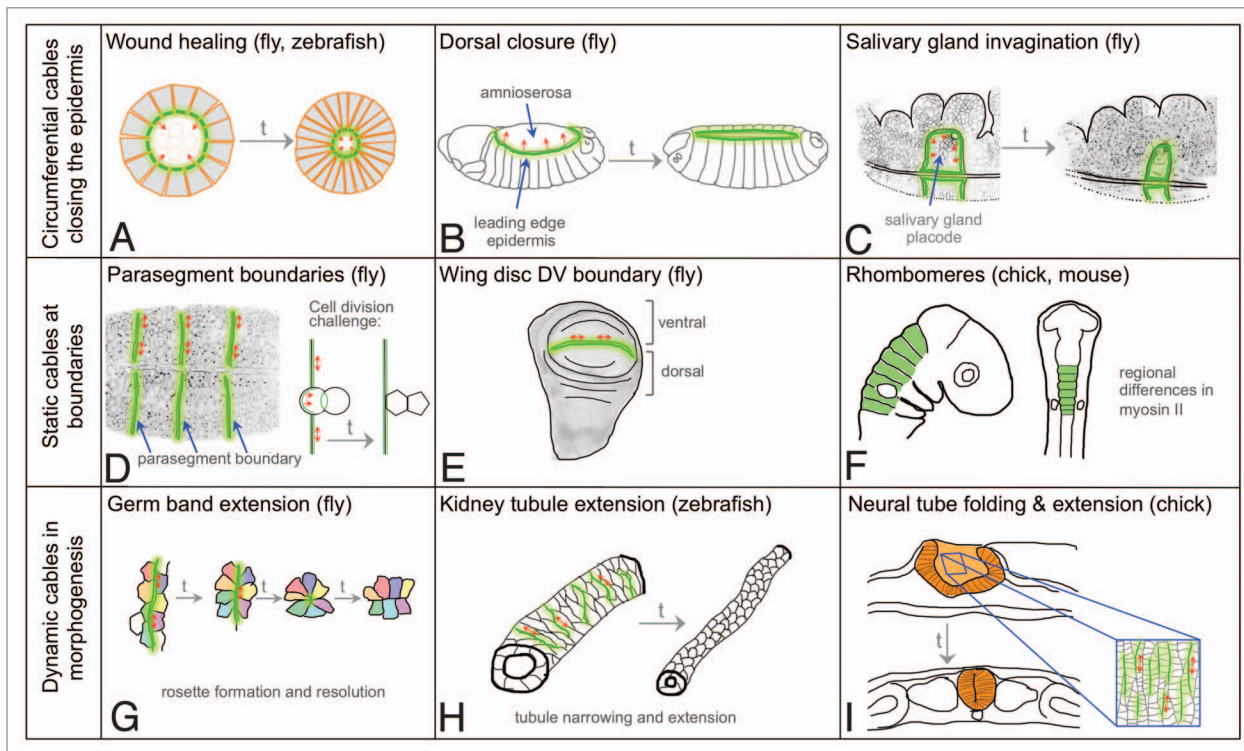 Circumferential cables
closing the epidermis
Wound healing (fly, zebrafish)
t
A
Dorsal closure (fly)
amnioserosa
t
leading edge
epidermis
B
Salivary gland invagination (fly)
t
salivary gland
placode
C
Static cables at
boundaries
Parasegment boundaries (fly)
Cell division
challenge:
t
parasegment boundary
D
Wing disc DV boundary (fly)
ventral
dorsal
E
Rhombomeres (chick, mouse)
regional
differences in
myosin II
F
Dynamic cables in
morphogenesis
Germ band extension (fly)
t
t
t
rosette formation and resolution
G
Kidney tubule extension (zebrafish)
t
tubule narrowing and extension
H
Neural tube folding & extension (chick)
t
I